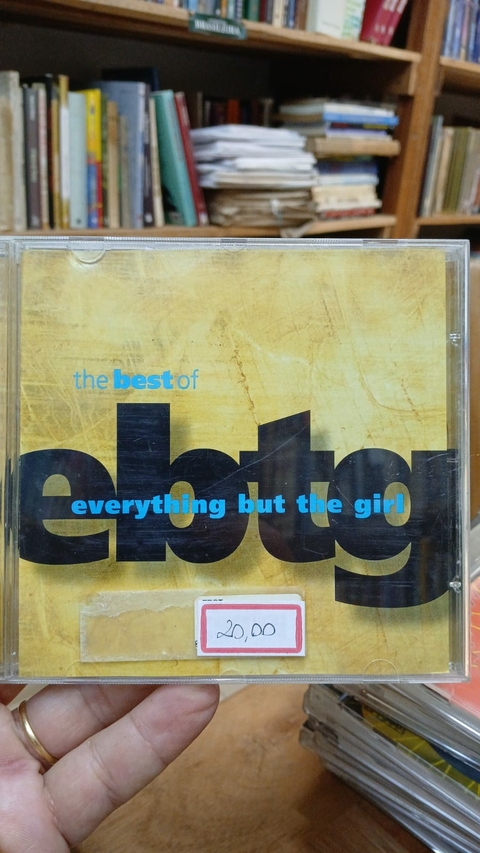 the best of
ebtg
everything but the girl
20,00